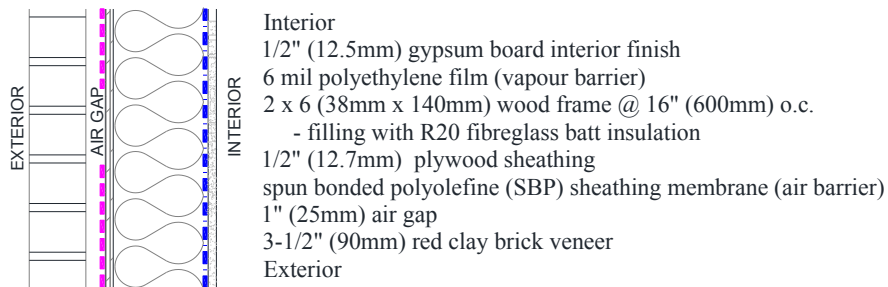 EXTERIOR
AIR GAP
INTERIOR
Interior
1/2" (12.5mm) gypsum board interior finish
6 mil polyethylene film (vapour barrier)
2 x 6 (38mm x 140mm) wood frame @ 16" (600mm) o.c.
- filling with R20 fibreglass batt insulation
1/2" (12.7mm) plywood sheathing
spun bonded polyolefine (SBP) sheathing membrane (air barrier)
1" (25mm) air gap
3-1/2" (90mm) red clay brick veneer
Exterior